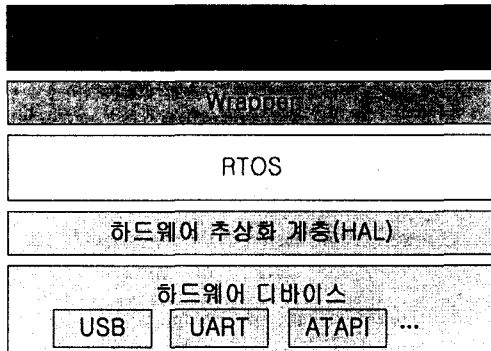 Wrapper
RTOS
하드웨어 추상화 계층(HAL)
하드웨어 디바이스
USB UART ATAPI ...